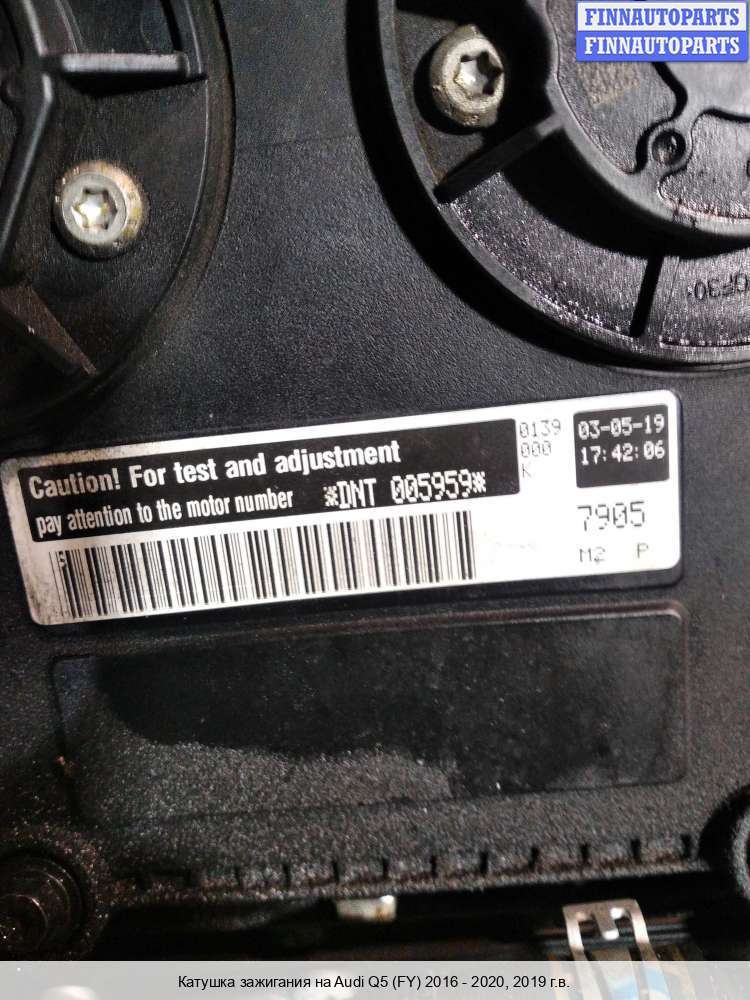 FINNAUTOPARTS
FINNAUTOPARTS
Caution! For test and adjustment
pay attention to the motor number *DNT 005959*
0139
000
K
03-05-19
17:42:06
7905
M2 P
Катушка зажигания на Audi Q5 (FY) 2016 - 2020, 2019 г.в.